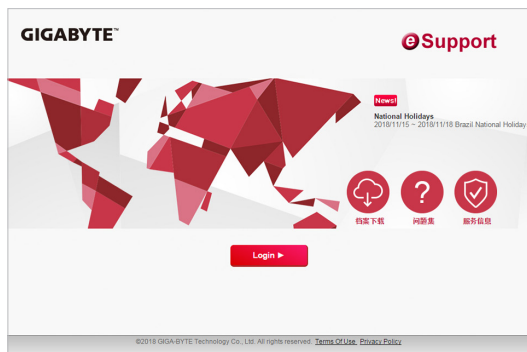 GIGABYTE™
eSupport
News!
National Holidays
2018/11/15 ~ 2018/11/18 Brazil National Holiday
?
档案下载 问题集 服务信息
Login ►
©2018 GIGA-BYTE Technology Co., Ltd. All rights reserved. Terms Of Use Privacy Policy